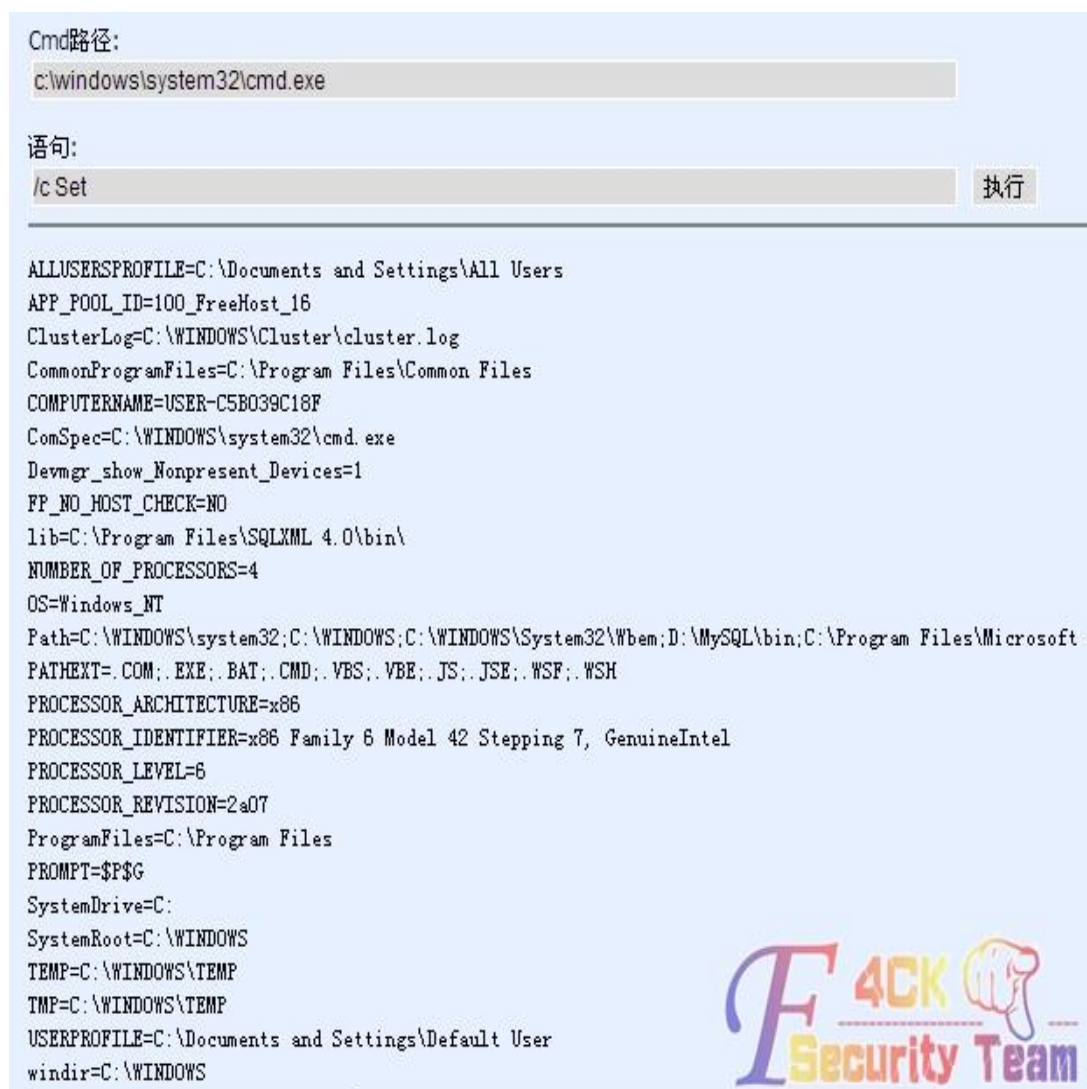 Cmd路径:
c:\windows\system32\cmd.exe
语句:
/c Set
执行
ALLUSERSPROFILE=C:\Documents and Settings\All Users
APP_POOL_ID=100_FreeHost_16
ClusterLog=C:\WINDOWS\Cluster\cluster.log
CommonProgramFiles=C:\Program Files\Common Files
COMPUTERNAME=USER-C5B039C18F
ComSpec=C:\WINDOWS\system32\cmd.exe
Devmgr_show_Nonpresent_Devices=1
FP_NO_HOST_CHECK=NO
lib=C:\Program Files\SQLXML 4.0\bin\
NUMBER_OF_PROCESSORS=4
OS=Windows_NT
Path=C:\WINDOWS\system32;C:\WINDOWS;C:\WINDOWS\System32\Wbem;D:\MySQL\bin;C:\Program Files\Microsoft
PATHEXT=.COM;.EXE;.BAT;.CMD;.VBS;.VBE;.JS;.JSE;.WSF;.WSH
PROCESSOR_ARCHITECTURE=x86
PROCESSOR_IDENTIFIER=x86 Family 6 Model 42 Stepping 7, GenuineIntel
PROCESSOR_LEVEL=6
PROCESSOR_REVISION=2a07
ProgramFiles=C:\Program Files
PROMPT=$P$G
SystemDrive=C:
SystemRoot=C:\WINDOWS
TEMP=C:\WINDOWS\TEMP
TMP=C:\WINDOWS\TEMP
USERPROFILE=C:\Documents and Settings\Default User
windir=C:\WINDOWS
F4CK
Security Team